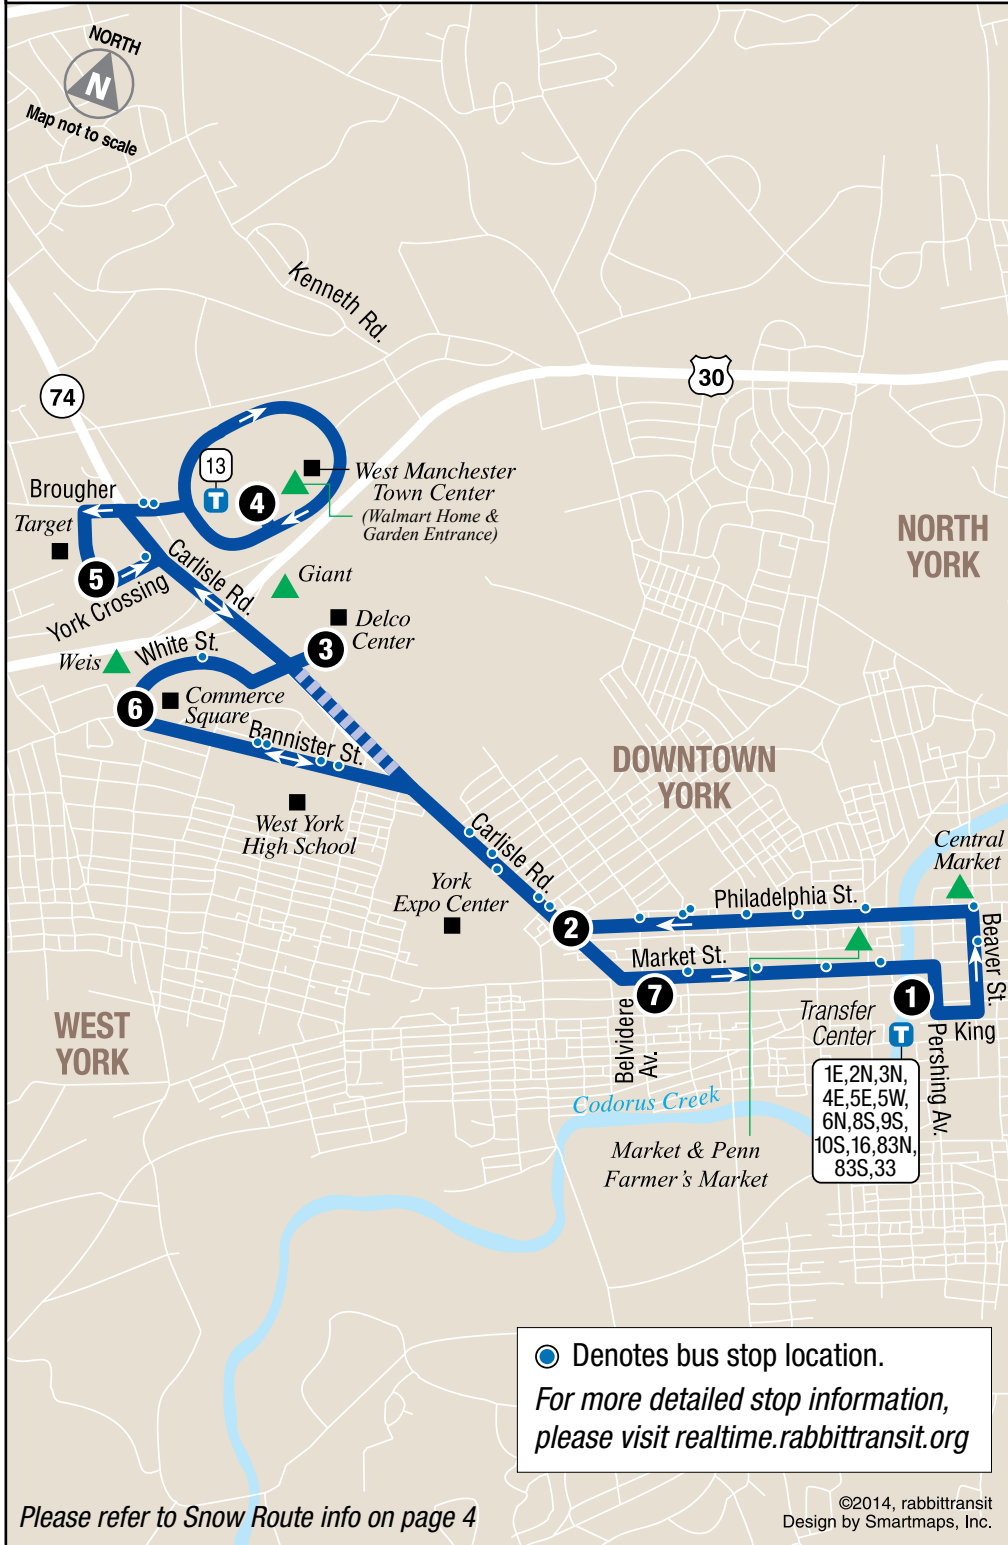 NORTH
N
Map not to scale
Kenneth Rd.
30
74
13
T
4
West Manchester
Town Center
(Walmart Home &
Garden Entrance)
Brougher
Target
5
York Crossing
Carlisle Rd.
Giant
NORTH
YORK
Delco
Center
3
White St.
Weis
6
Commerce
Square
Bannister St.
West York
High School
DOWNTOWN
YORK
Carlisle Rd.
York
Expo Center
2
Central
Market
Philadelphia St.
Market St.
7
Beaver St.
1
Transfer
Center
T
King
Pershing Av.
Belvidere
Av.
WEST
YORK
1E,2N,3N,
4E,5E,5W,
6N,8S,9S,
10S,16,83N,
83S,33
Codorus Creek
Market & Penn
Farmer's Market
Denotes bus stop location.
For more detailed stop information,
please visit realtime.rabbittransit.org
Please refer to Snow Route info on page 4
©2014, rabbittransit
Design by Smartmaps, Inc.